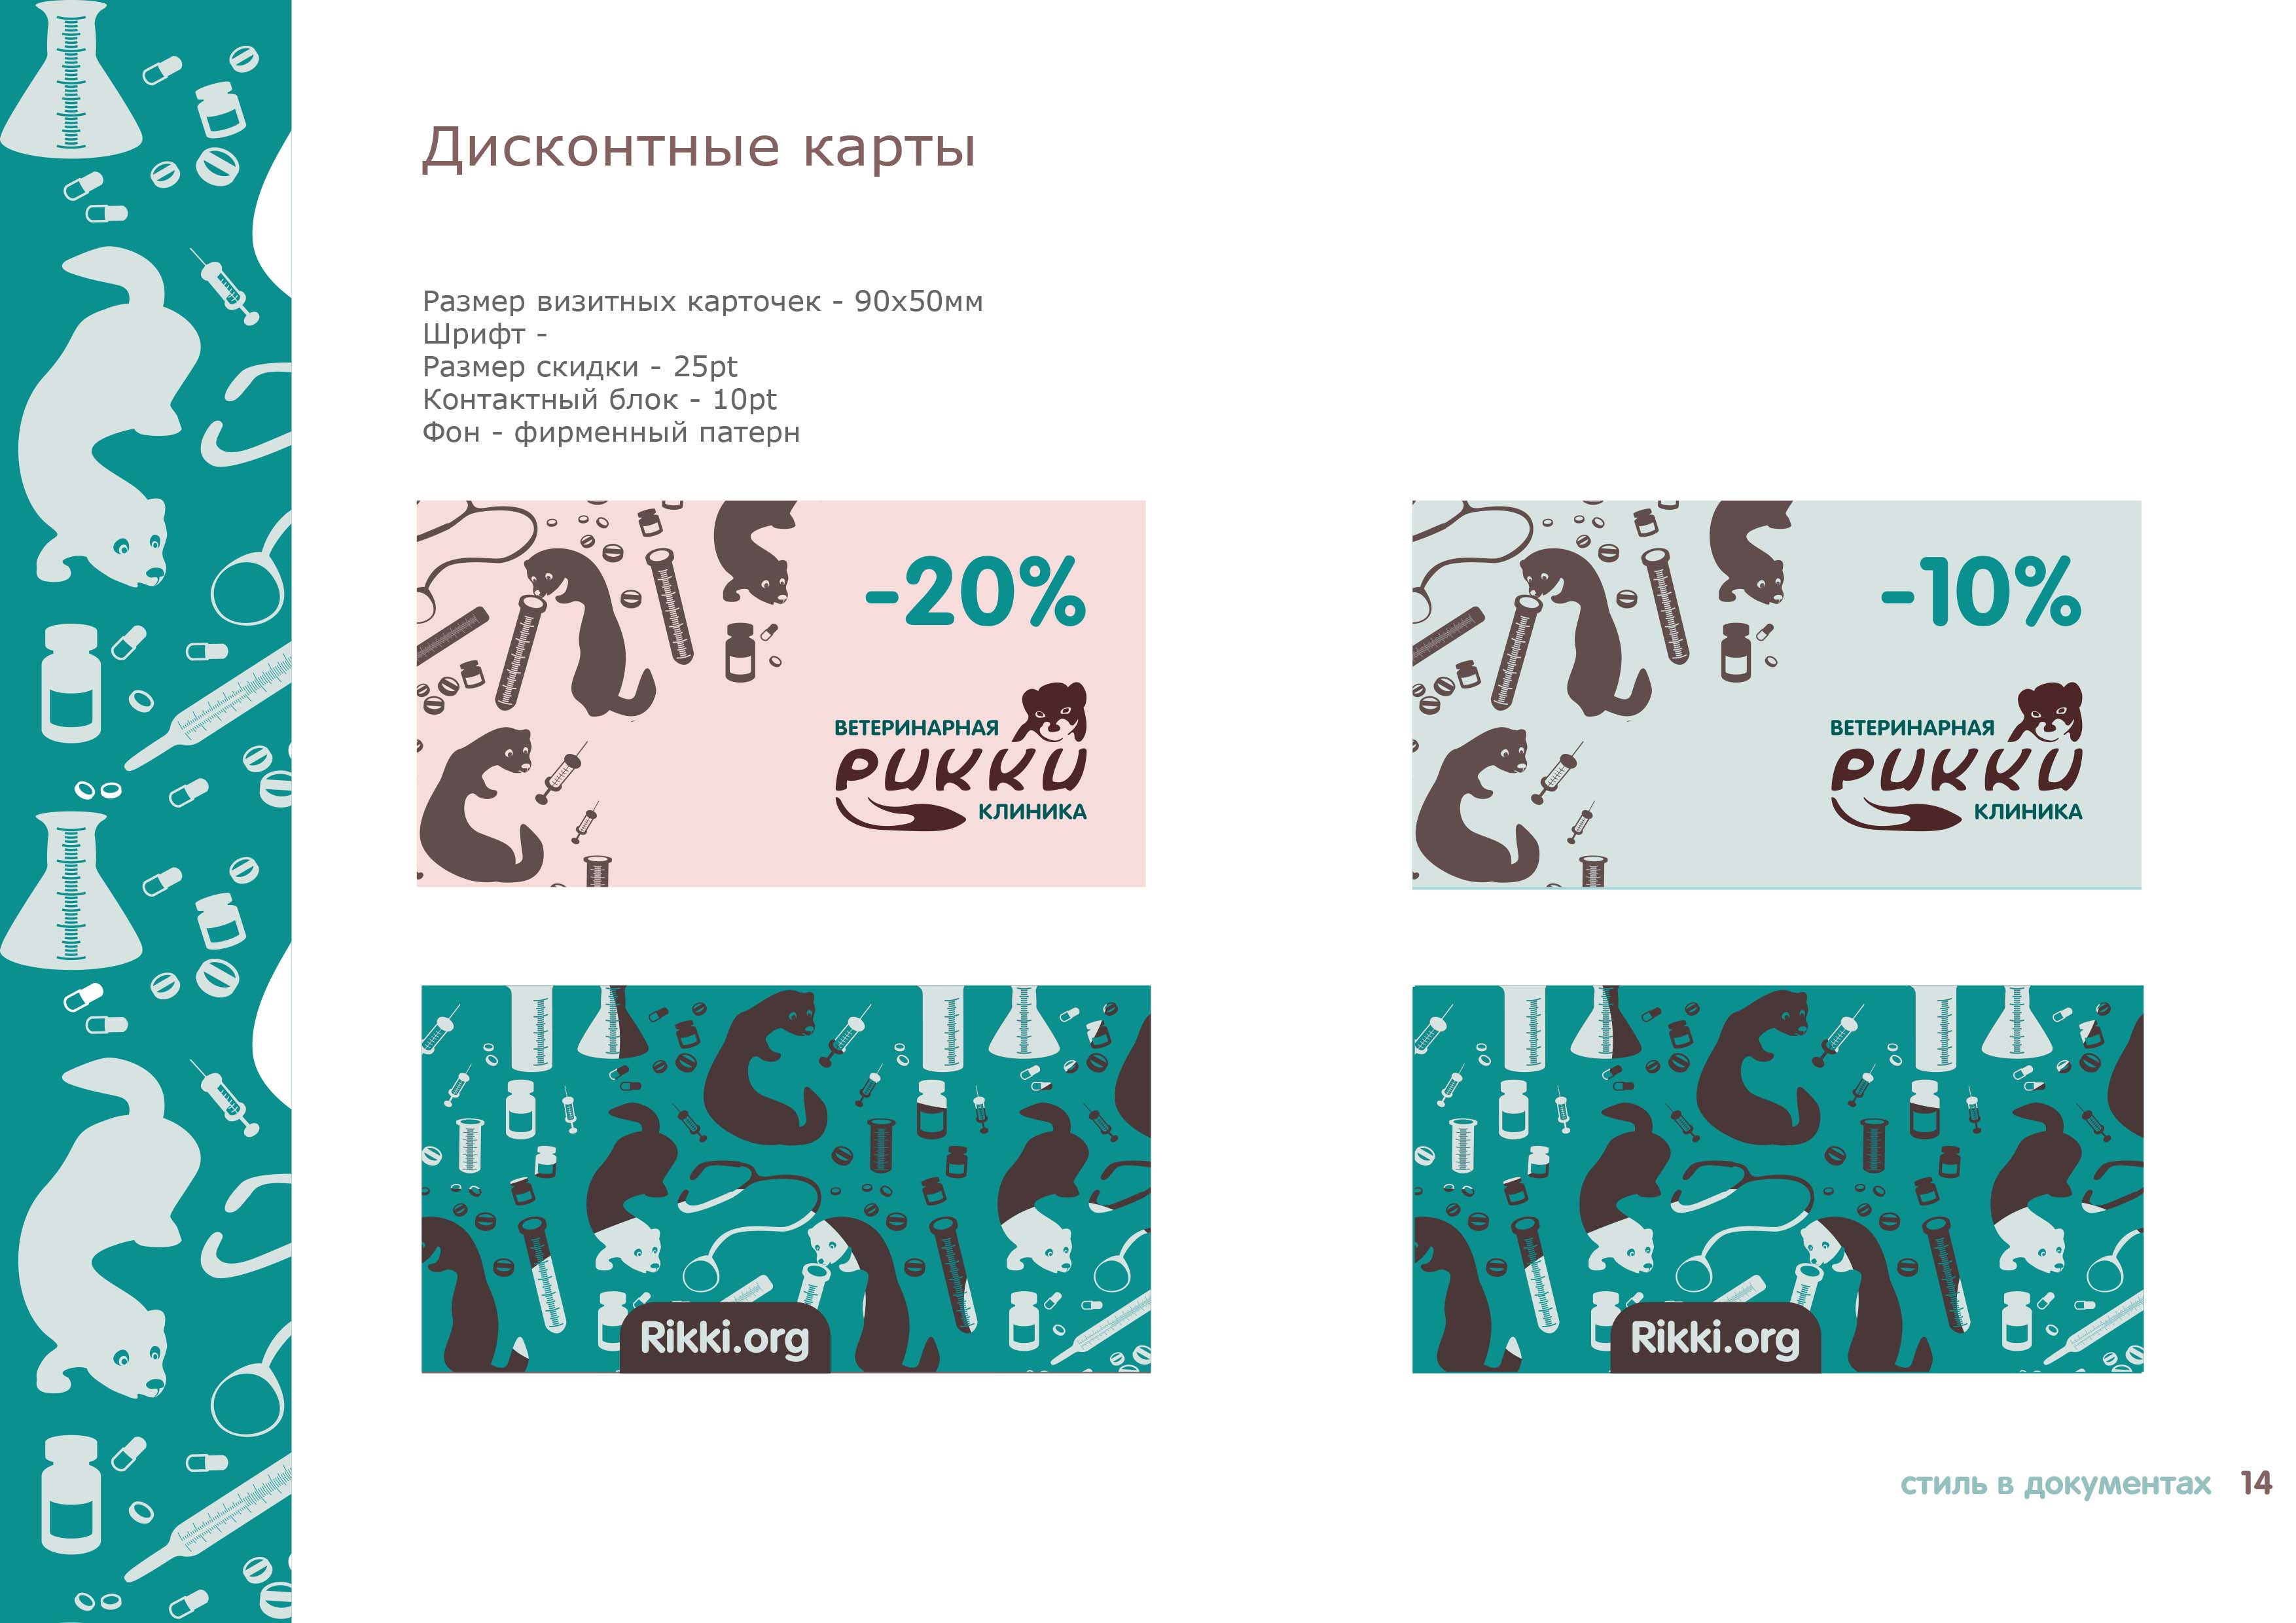 Дисконтные карты
Размер визитных карточек - 90х50мм
Шрифт -
Размер скидки - 25pt
Контактный блок - 10pt
Фон - фирменный патерн
-20%
ВЕТЕРИНАРНАЯ
РИККИ
КЛИНИКА
-10%
ВЕТЕРИНАРНАЯ
РИККИ
КЛИНИКА
Rikki.org
Rikki.org
стиль в документах 14